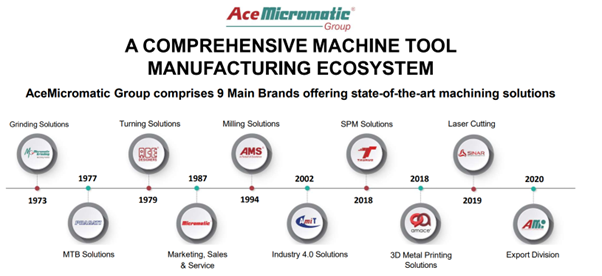 AceMicromatic
Group
A COMPREHENSIVE MACHINE TOOL
MANUFACTURING ECOSYSTEM
AceMicromatic Group comprises 9 Main Brands offering state-of-the-art machining solutions
Grinding Solutions
Turning Solutions
Milling Solutions
SPM Solutions
Laser Cutting
ACE
DESIGNERS
AMS
1977
1987
2002
2018
2020
1973
1979
1994
2018
2019
PRAGATI
Micromatic
AmiT
amace
MTB Solutions
Marketing, Sales
& Service
Industry 4.0 Solutions
3D Metal Printing
Solutions
Export Division